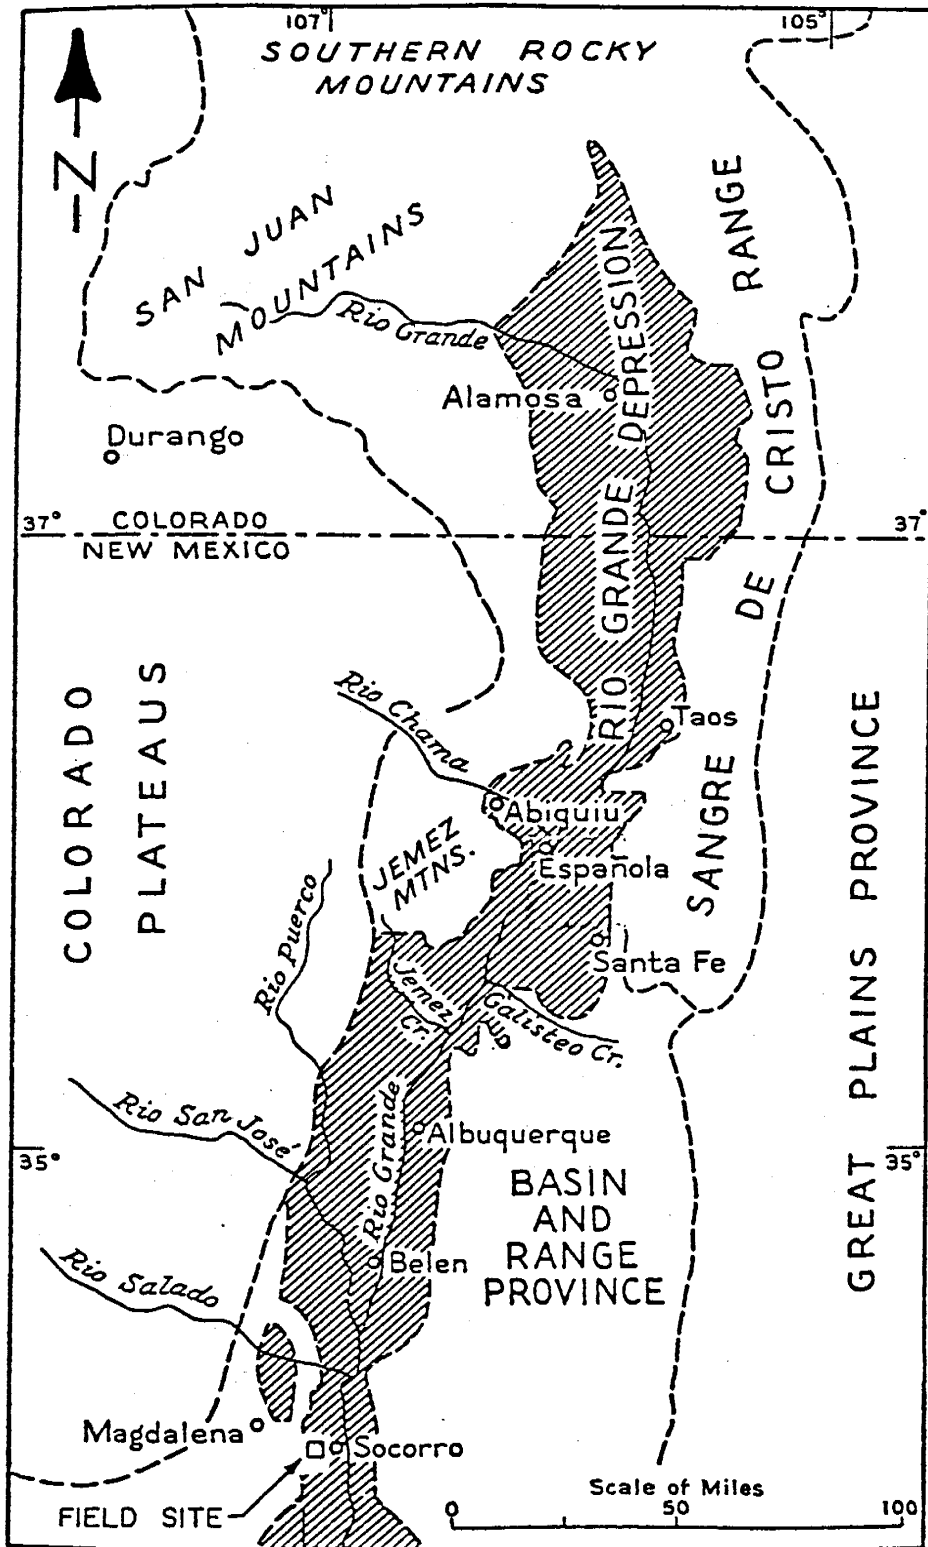 107°
105°
SOUTHERN ROCKY
MOUNTAINS
N
SAN JUAN
MOUNTAINS
RANGE
Rio Grande
Alamosa
RIO GRANDE DEPRESSION
Durango
CRISTO
37°
COLORADO
37°
NEW MEXICO
DE
COLORADO
PLATEAUS
Rio Chama
Taos
SANGRE
Abiquiu
JEMEZ
MTNS.
Española
GREAT PLAINS PROVINCE
Rio Puerco
Santa Fe
Jemez
Cr.
Galisteo Cr.
UD
Rio San José
Rio Grande
Albuquerque
35°
35°
BASIN
AND
RANGE
PROVINCE
Belen
Rio Salado
Magdalena
Socorro
FIELD SITE
Scale of Miles
0 50 100